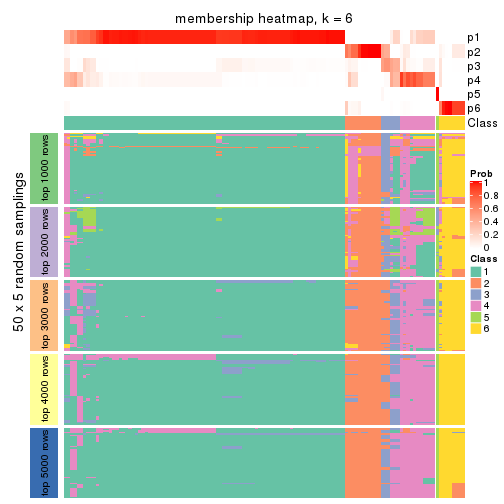 membership heatmap, k = 6
p1
p2
p3
p4
p5
p6
Class
50 x 5 random samplings
top 1000 rows
top 2000 rows
top 3000 rows
top 4000 rows
top 5000 rows
Prob
1
0.8
0.6
0.4
0.2
0
Class
1
2
3
4
5
6